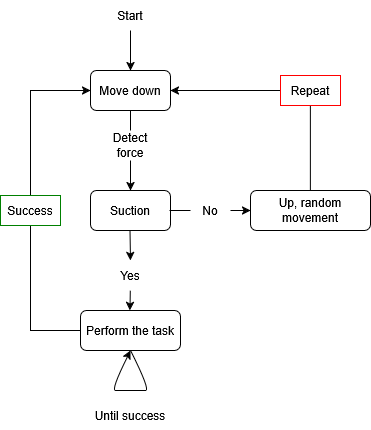 Start
Move down
Repeat
Detect
force
Success
Suction
No
Up, random
movement
Yes
Perform the task
Until success